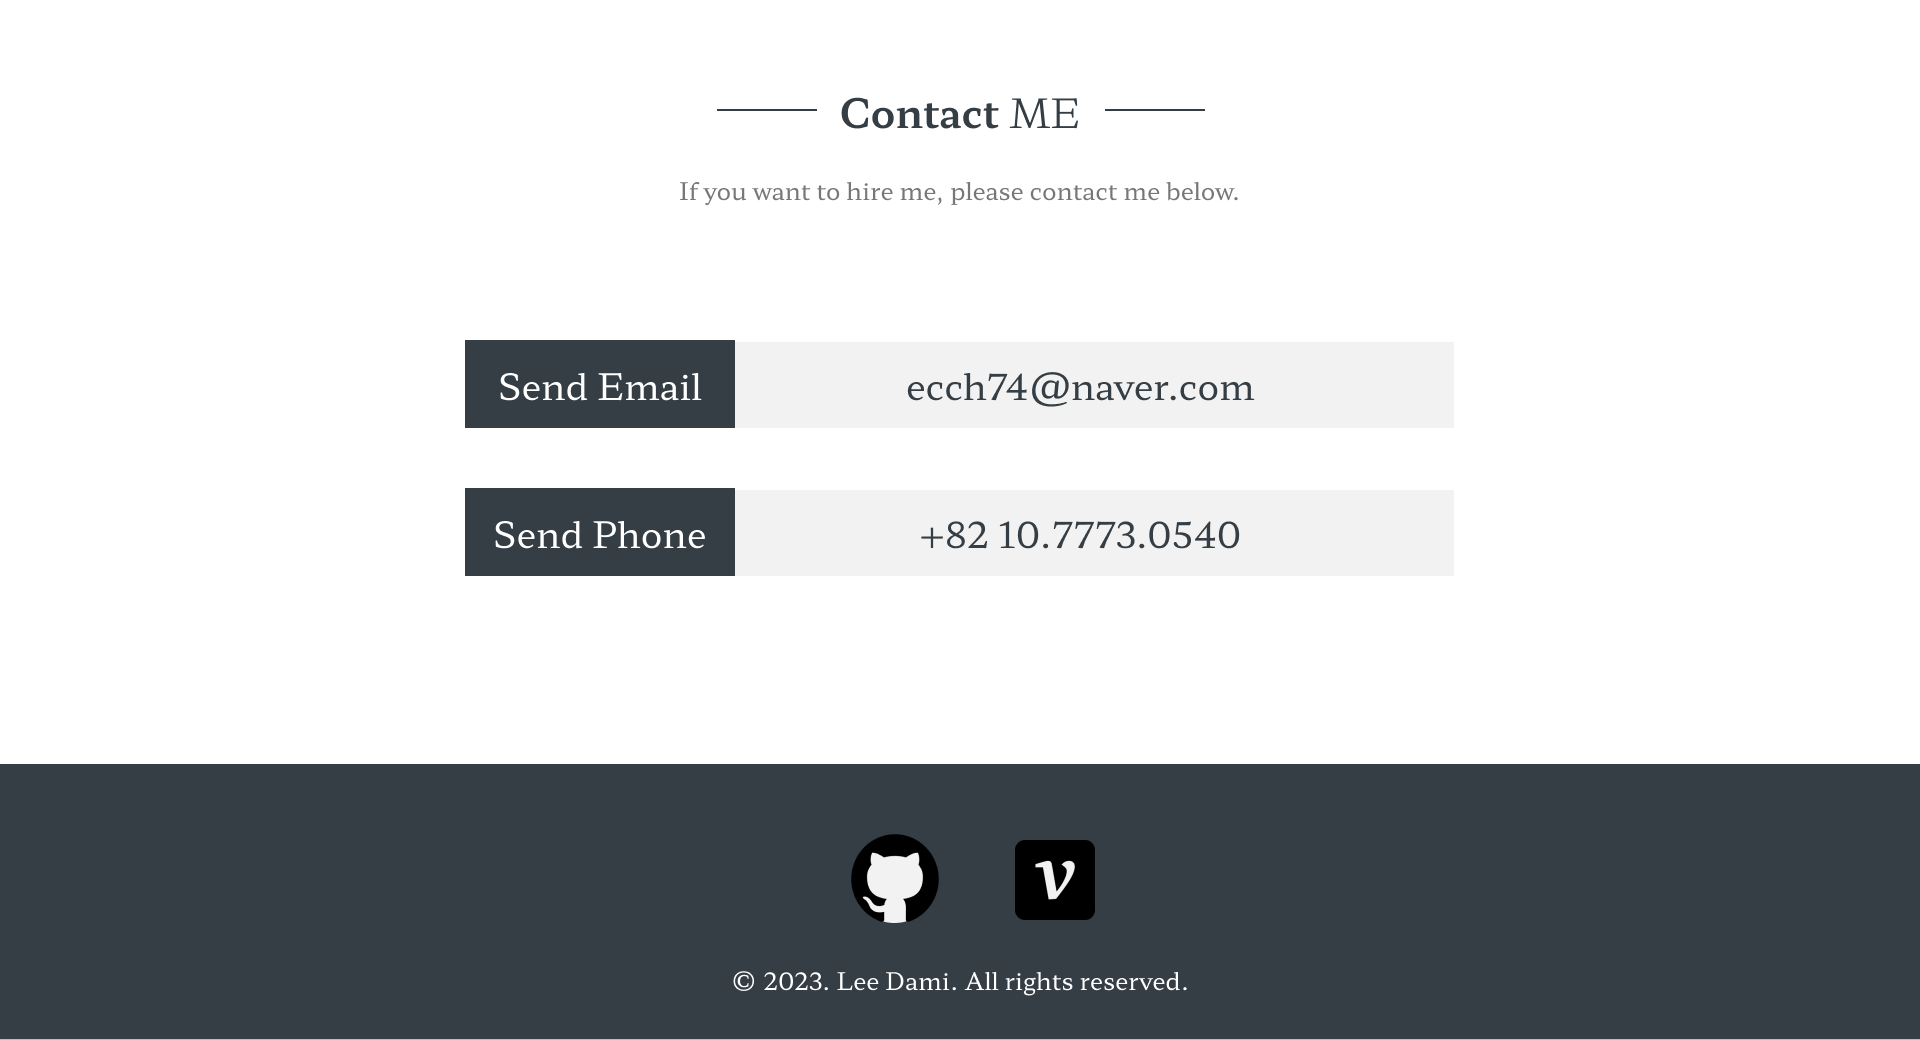 Contact ME
If you want to hire me, please contact me below.
Send Email
ecch74@naver.com
Send Phone
+82 10.7773.0540
v
© 2023. Lee Dami. All rights reserved.